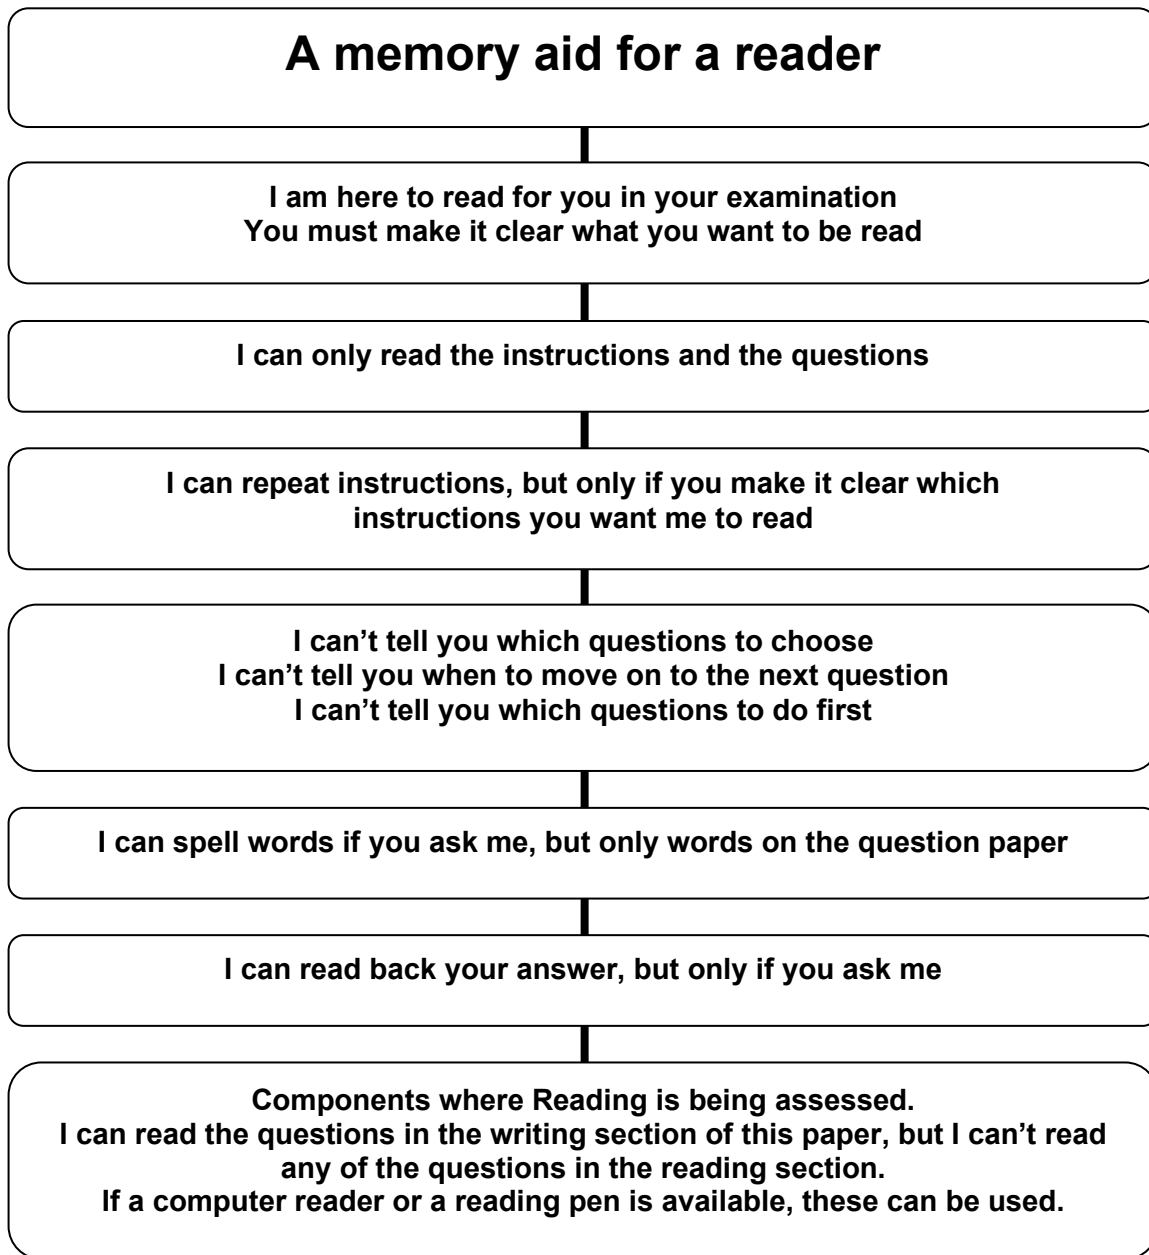 A memory aid for a reader
I am here to read for you in your examination
You must make it clear what you want to be read
I can only read the instructions and the questions
I can repeat instructions, but only if you make it clear which
instructions you want me to read
I can’t tell you which questions to choose
I can’t tell you when to move on to the next question
I can’t tell you which questions to do first
I can spell words if you ask me, but only words on the question paper
I can read back your answer, but only if you ask me
Components where Reading is being assessed.
I can read the questions in the writing section of this paper, but I can’t read
any of the questions in the reading section.
If a computer reader or a reading pen is available, these can be used.